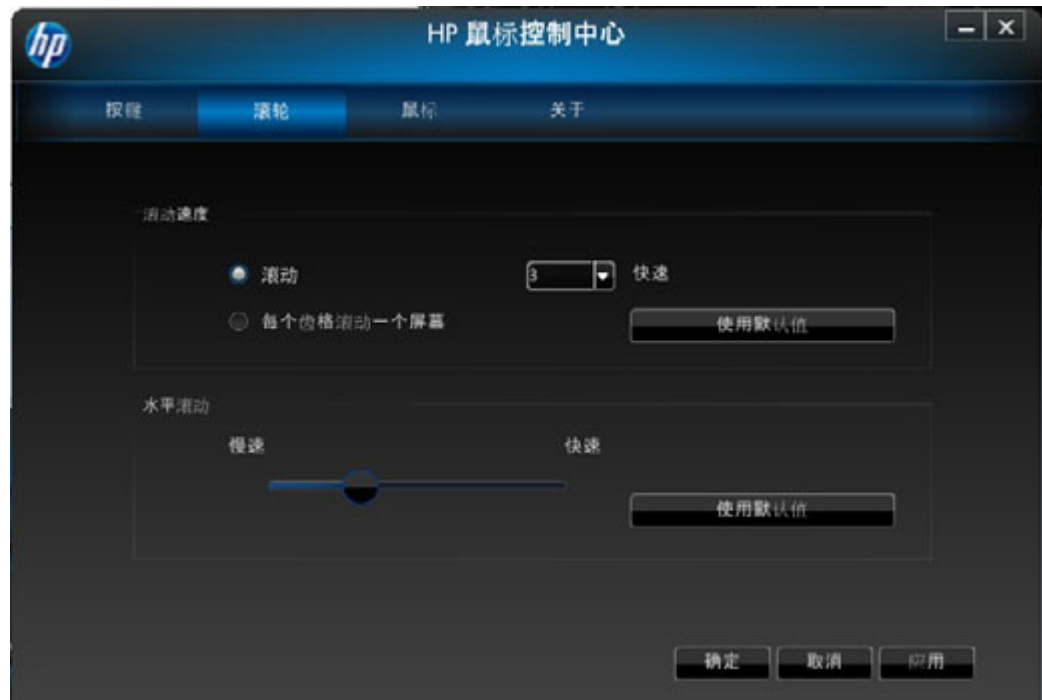 hp
HP 鼠标控制中心
按键 滚轮 鼠标 关于
滚动速度
滚动 3 快速
每个齿格滚动一个屏幕 使用默认值
水平滚动
慢速 快速
使用默认值
确定 取消 应用